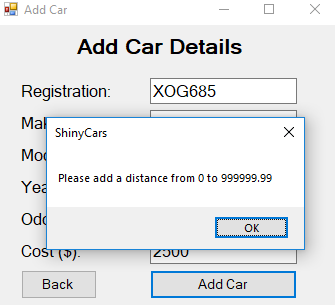 Add Car
Add Car Details
Registration: XOG685
Mak
ShinyCars
Moo
Please add a distance from 0 to 999999.99
Yea
Odo
OK
Cost ($): 2500
Back Add Car